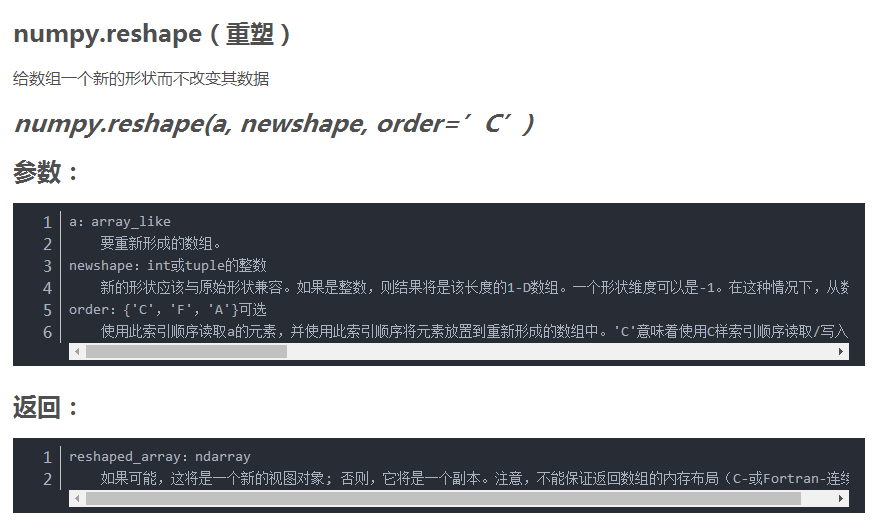 numpy.reshape（重塑）
给数组一个新的形状而不改变其数据
numpy.reshape(a, newshape, order=′C′)
参数：
1 a：array_like
2 要重新形成的数组。
3 newshape：int或tuple的整数
4 新的形状应该与原始形状兼容。如果是整数，则结果将是该长度的1-D数组。一个形状维度可以是-1。在这种情况下，从数
5 order：{'C'，'F'，'A'}可选
6 使用此索引顺序读取a的元素，并使用此索引顺序将元素放置到重新形成的数组中。'C'意味着使用C样索引顺序读取/写入
返回：
1 reshaped_array：ndarray
2 如果可能，这将是一个新的视图对象; 否则，它将是一个副本。注意，不能保证返回数组的内存布局（C-或Fortran-连续